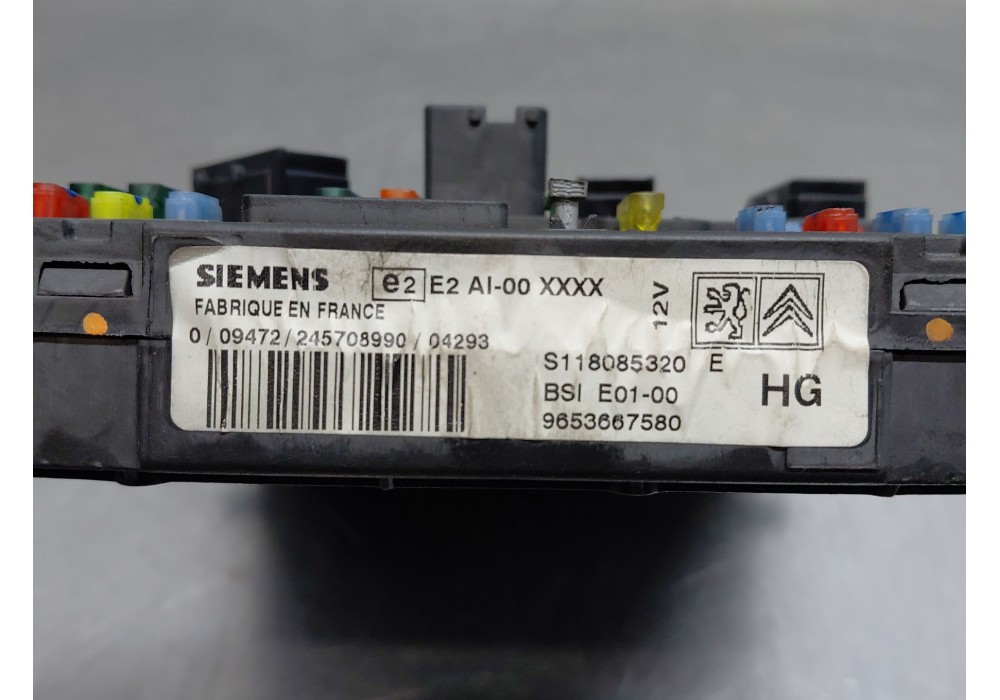 SIEMENS e2 E2 AI-00 XXXX
FABRIQUE EN FRANCE
12V
0/ 09472/245708990/04293
S118085320 E
BSI E01-00
HG
9653667580